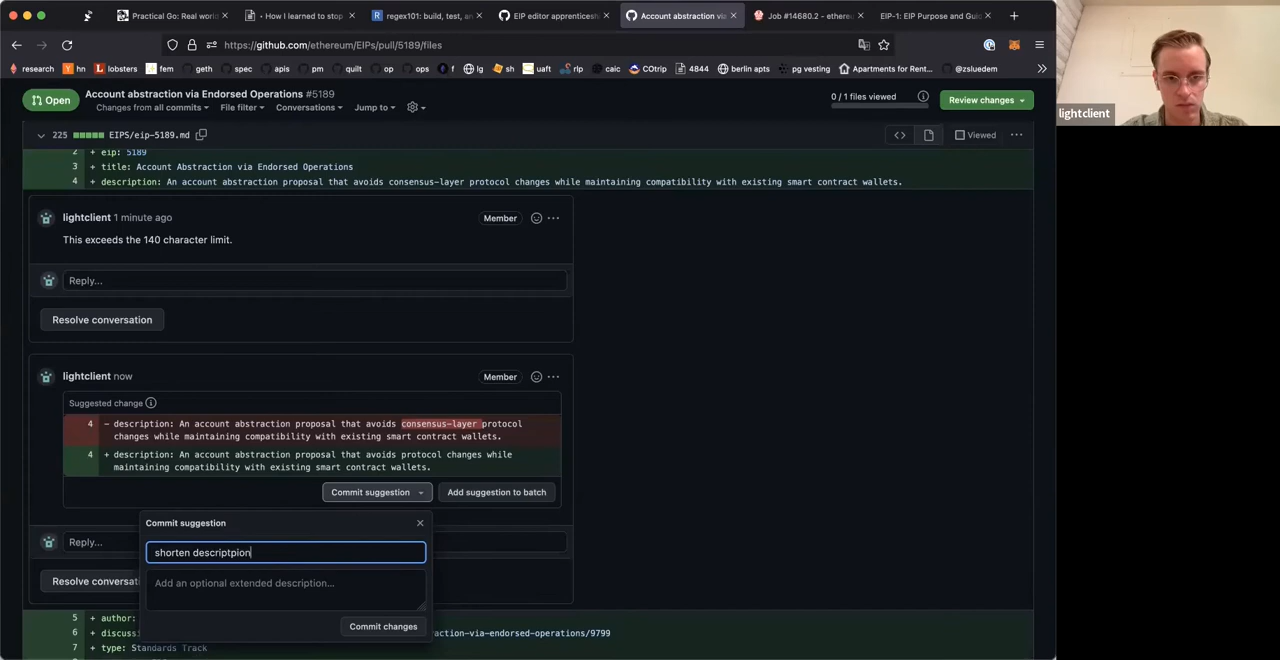 Practical Go: Real world
· How I learned to stop
regex101: build, test, an
EIP editor apprenticeshi
Account abstraction via
Job #14680.2 - ethereu
EIP-1: EIP Purpose and Gui
https://github.com/ethereum/EIPs/pull/5189/files
research
hn
lobsters
fem
geth
spec
apis
pm
quilt
op
ops
f
lg
sh
uaft
rlp
caic
COtrip
4844
berlin apts
pg vesting
Apartments for Rent...
@zsluedem
Open
Account abstraction via Endorsed Operations #5189
Changes from all commits
File filter
Conversations
Jump to
0 / 1 files viewed
Review changes
lightclient
225 EIPS/eip-5189.md
Viewed
2 + eip: 5189
3 + title: Account Abstraction via Endorsed Operations
4 + description: An account abstraction proposal that avoids consensus-layer protocol changes while maintaining compatibility with existing smart contract wallets.
lightclient 1 minute ago
Member
This exceeds the 140 character limit.
Reply...
Resolve conversation
lightclient now
Member
Suggested change
4 − description: An account abstraction proposal that avoids consensus-layer protocol
changes while maintaining compatibility with existing smart contract wallets.
4 + description: An account abstraction proposal that avoids protocol changes while
maintaining compatibility with existing smart contract wallets.
Commit suggestion
Add suggestion to batch
Commit suggestion
Reply...
shorten descriptpion
Resolve conversati
Add an optional extended description...
Commit changes
5 + author:
6 + discuss
action-via-endorsed-operations/9799
7 + type: Standards Track